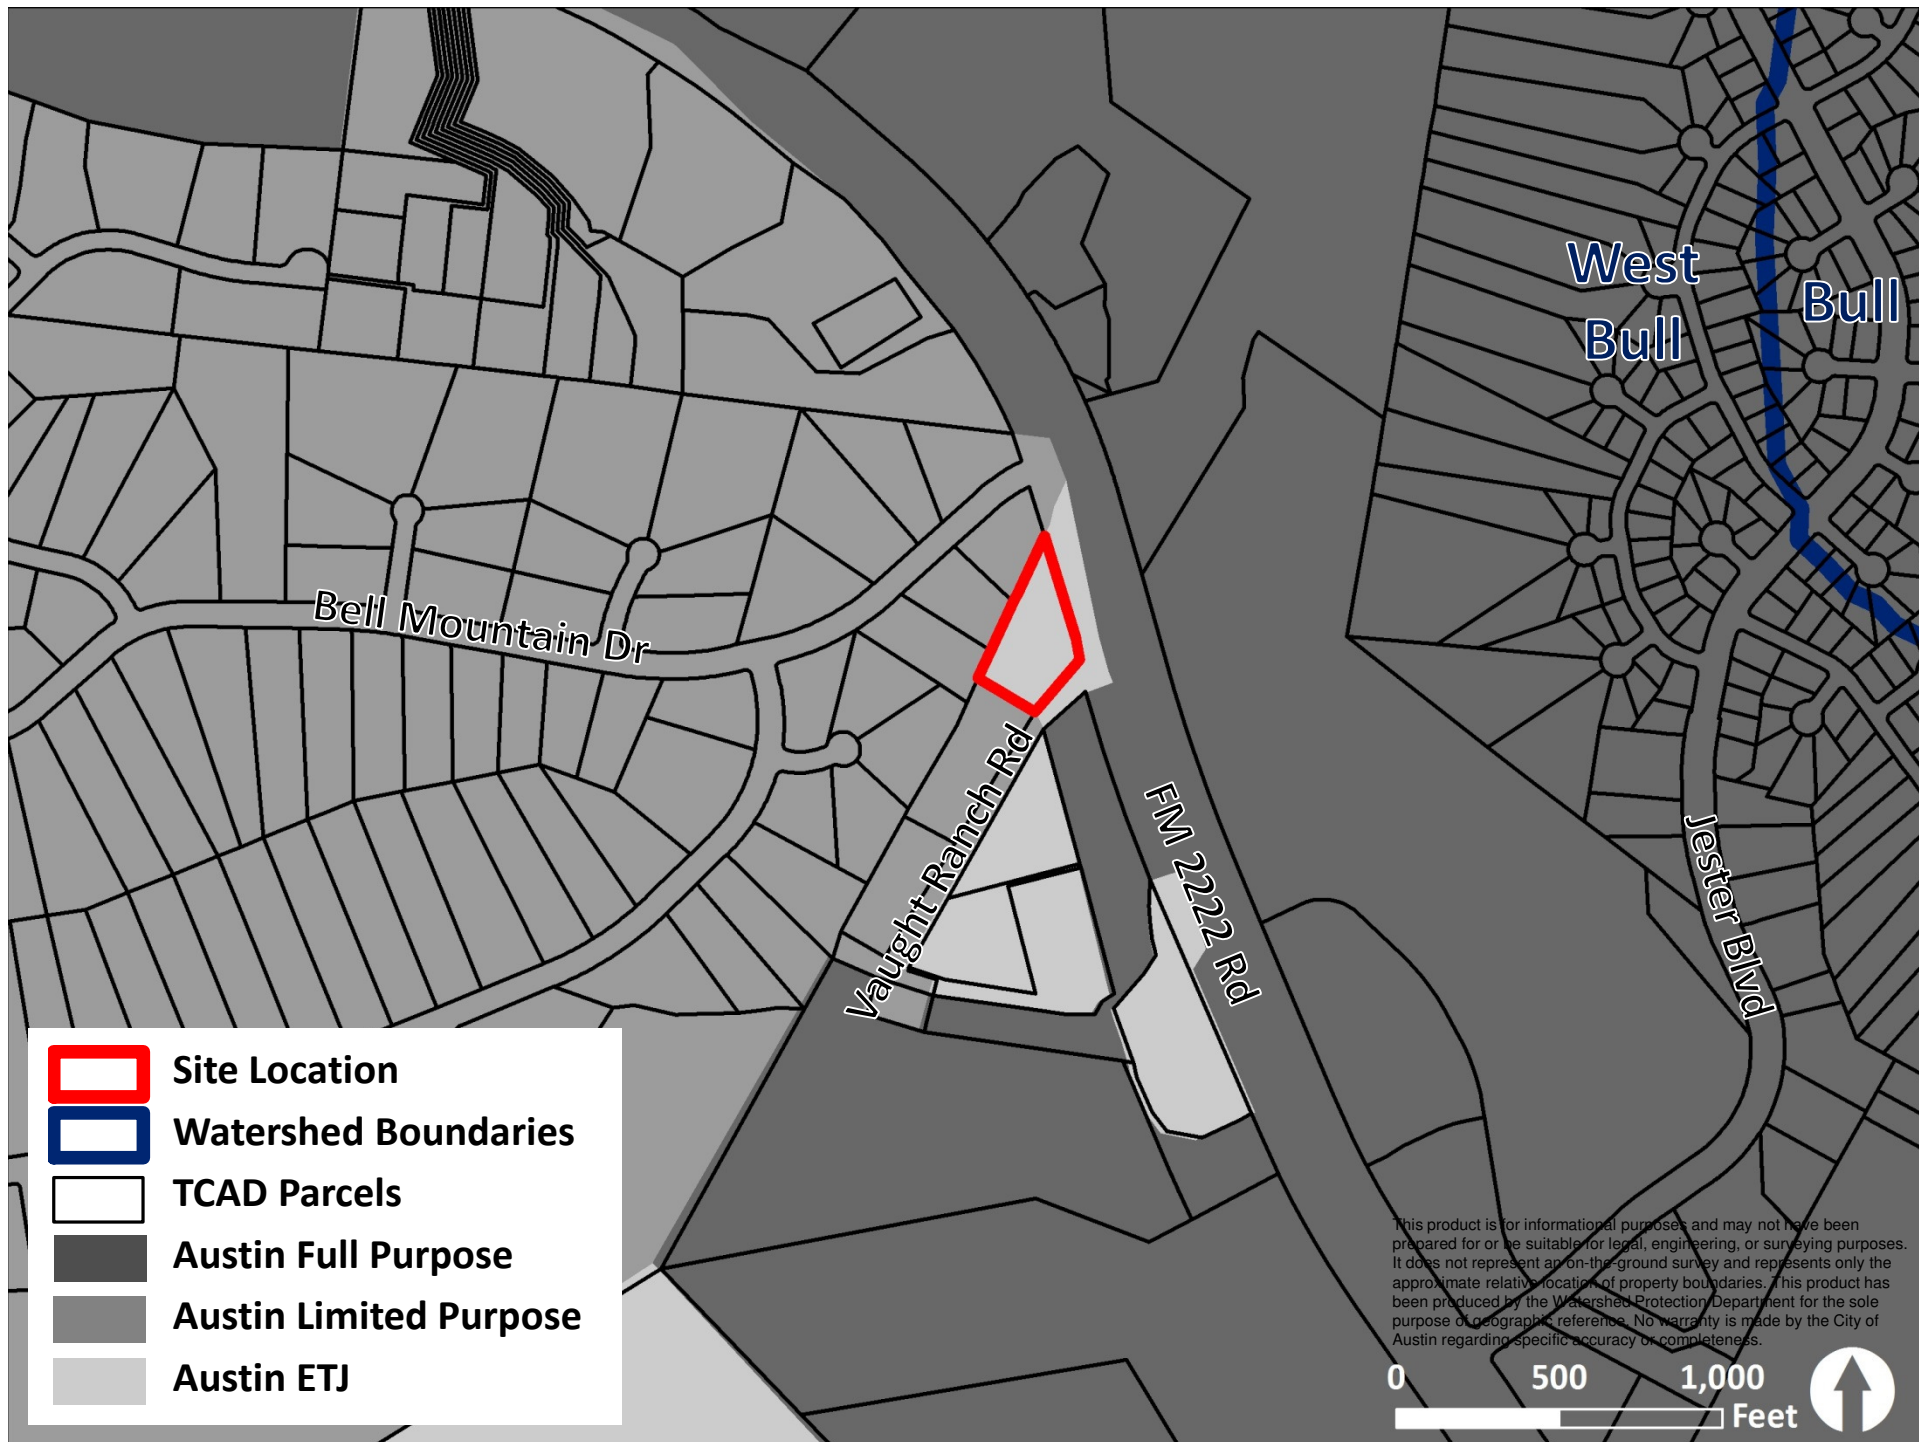 West
Bull
Bull
Bell Mountain Dr
Vaught Ranch Rd
FM 2222 Rd
Jester Blvd
Site Location
Watershed Boundaries
TCAD Parcels
Austin Full Purpose
Austin Limited Purpose
Austin ETJ
This product is for informational purposes and may not have been
prepared for or be suitable for legal, engineering, or surveying purposes.
It does not represent an on-the-ground survey and represents only the
approximate relative location of property boundaries. This product has
been produced by the Watershed Protection Department for the sole
purpose of geographic reference. No warranty is made by the City of
Austin regarding specific accuracy or completeness.
0 500 1,000
Feet